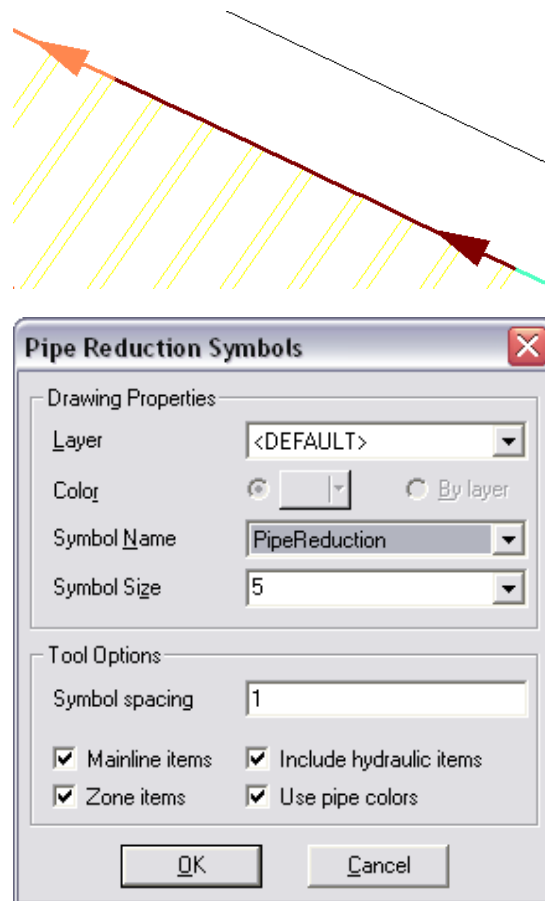 Pipe Reduction Symbols
Drawing Properties
Layer <DEFAULT>
Color By layer
Symbol Name PipeReduction
Symbol Size 5
Tool Options
Symbol spacing 1
Mainline items Include hydraulic items
Zone items Use pipe colors
OK Cancel